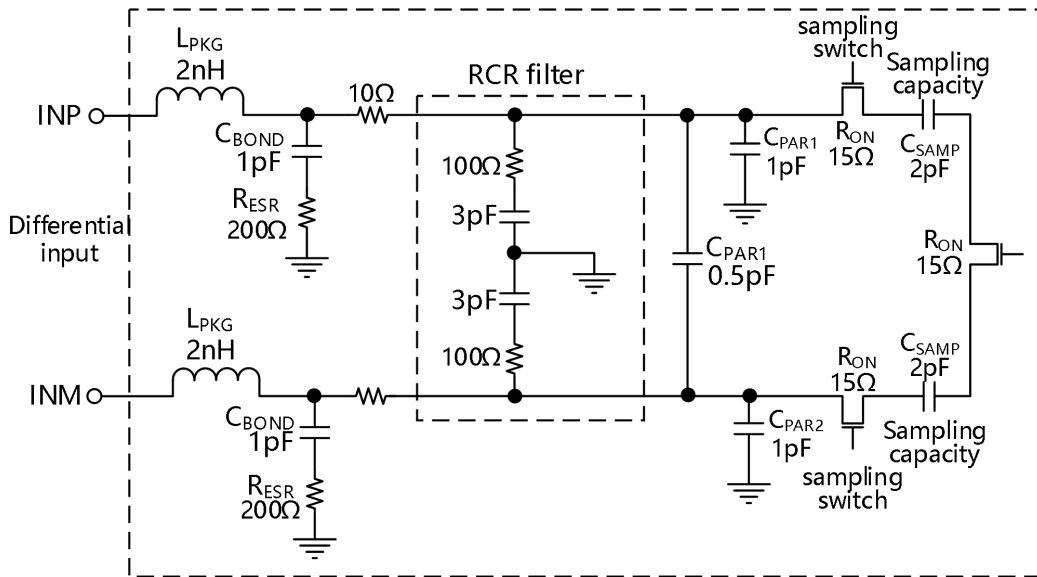 L_PKG
2nH
INP
C_BOND
1pF
R_ESR
200Ω
10Ω
RCR filter
100Ω
3pF
3pF
100Ω
C_PAR1
0.5pF
C_PAR1
1pF
sampling
switch
R_ON
15Ω
Sampling
capacity
C_SAMP
2pF
R_ON
15Ω
Differential
input
L_PKG
2nH
INM
C_BOND
1pF
R_ESR
200Ω
C_PAR2
1pF
R_ON
15Ω
C_SAMP
2pF
Sampling
capacity
sampling
switch